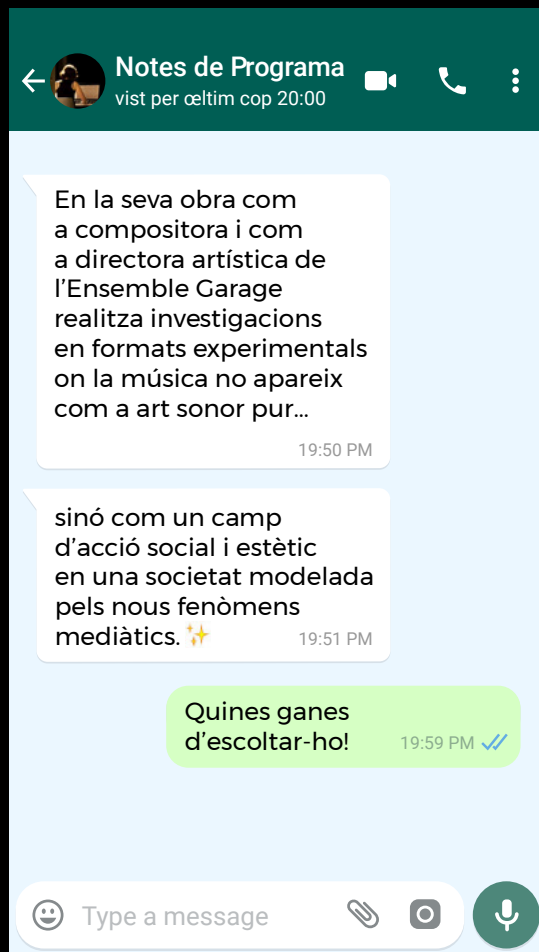 Notes de Programa
vist per œltim cop 20:00
En la seva obra com
a compositora i com
a directora artística de
l’Ensemble Garage
realitza investigacions
en formats experimentals
on la música no apareix
com a art sonor pur...
19:50 PM
sinó com un camp
d’acció social i estètic
en una societat modelada
pels nous fenòmens
mediàtics.✨ 19:51 PM
Quines ganes
d’escoltar-ho! 19:59 PM
Type a message